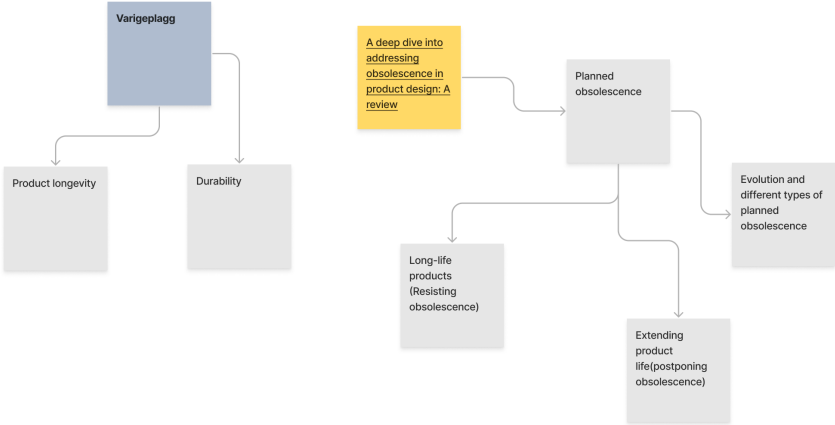 Varigeplagg
Product longevity
Durability
A deep dive into
addressing
obsolescence in
product design: A
review
Planned
obsolescence
Evolution and
different types of
planned
obsolescence
Long-life
products
(Resisting
obsolescence)
Extending
product
life(postponing
obsolescence)